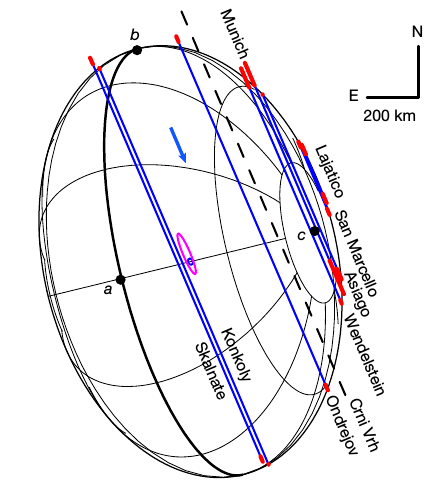 b
Munich
N
E
200 km
Lajatico
San Marcello
c
Asiago
a
Wendelstein
Konkoly
Skalnate
Crni Vrh
Ondrejov